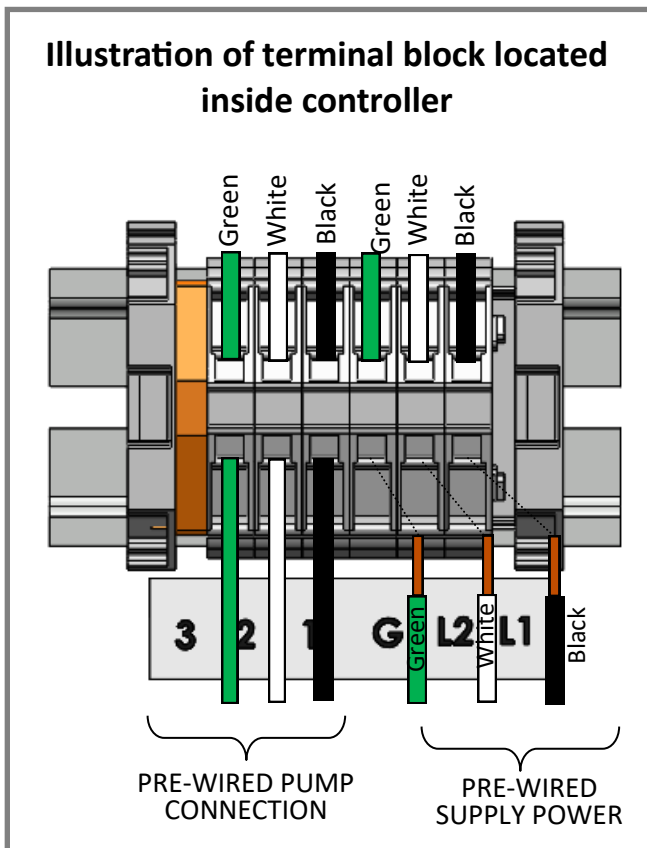 Illustration of terminal block located
inside controller
Green
White
Black
Green
White
Black
3 2 1 G L2 L1
Green
White
Black
PRE-WIRED PUMP
CONNECTION
PRE-WIRED
SUPPLY POWER